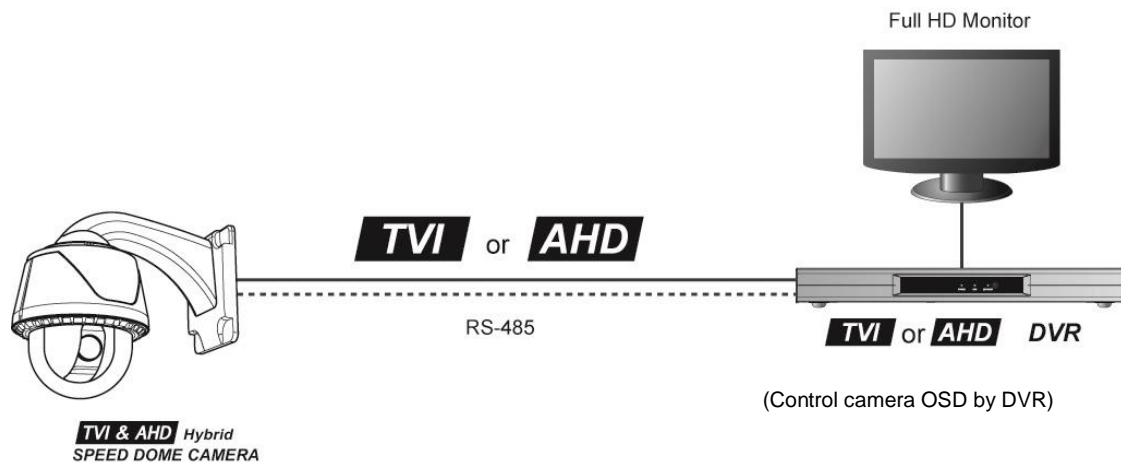 Full HD Monitor
TVI or AHD
RS-485
TVI or AHD DVR
(Control camera OSD by DVR)
TVI & AHD Hybrid
SPEED DOME CAMERA